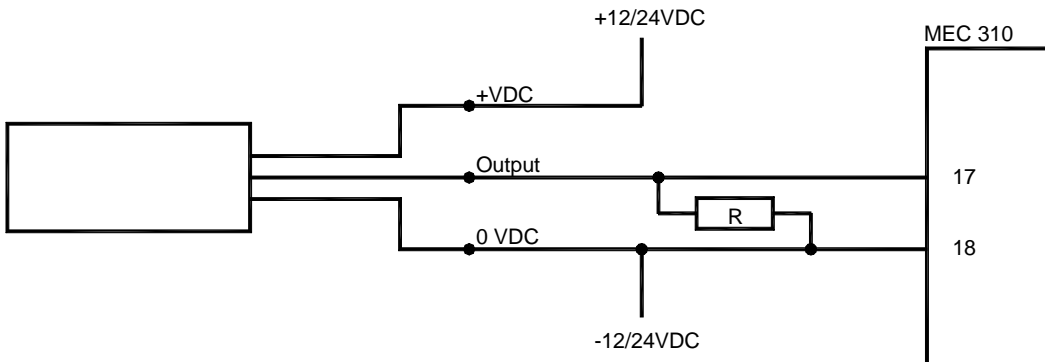 +12/24VDC
MEC 310
+VDC
Output
17
R
0 VDC
18
-12/24VDC